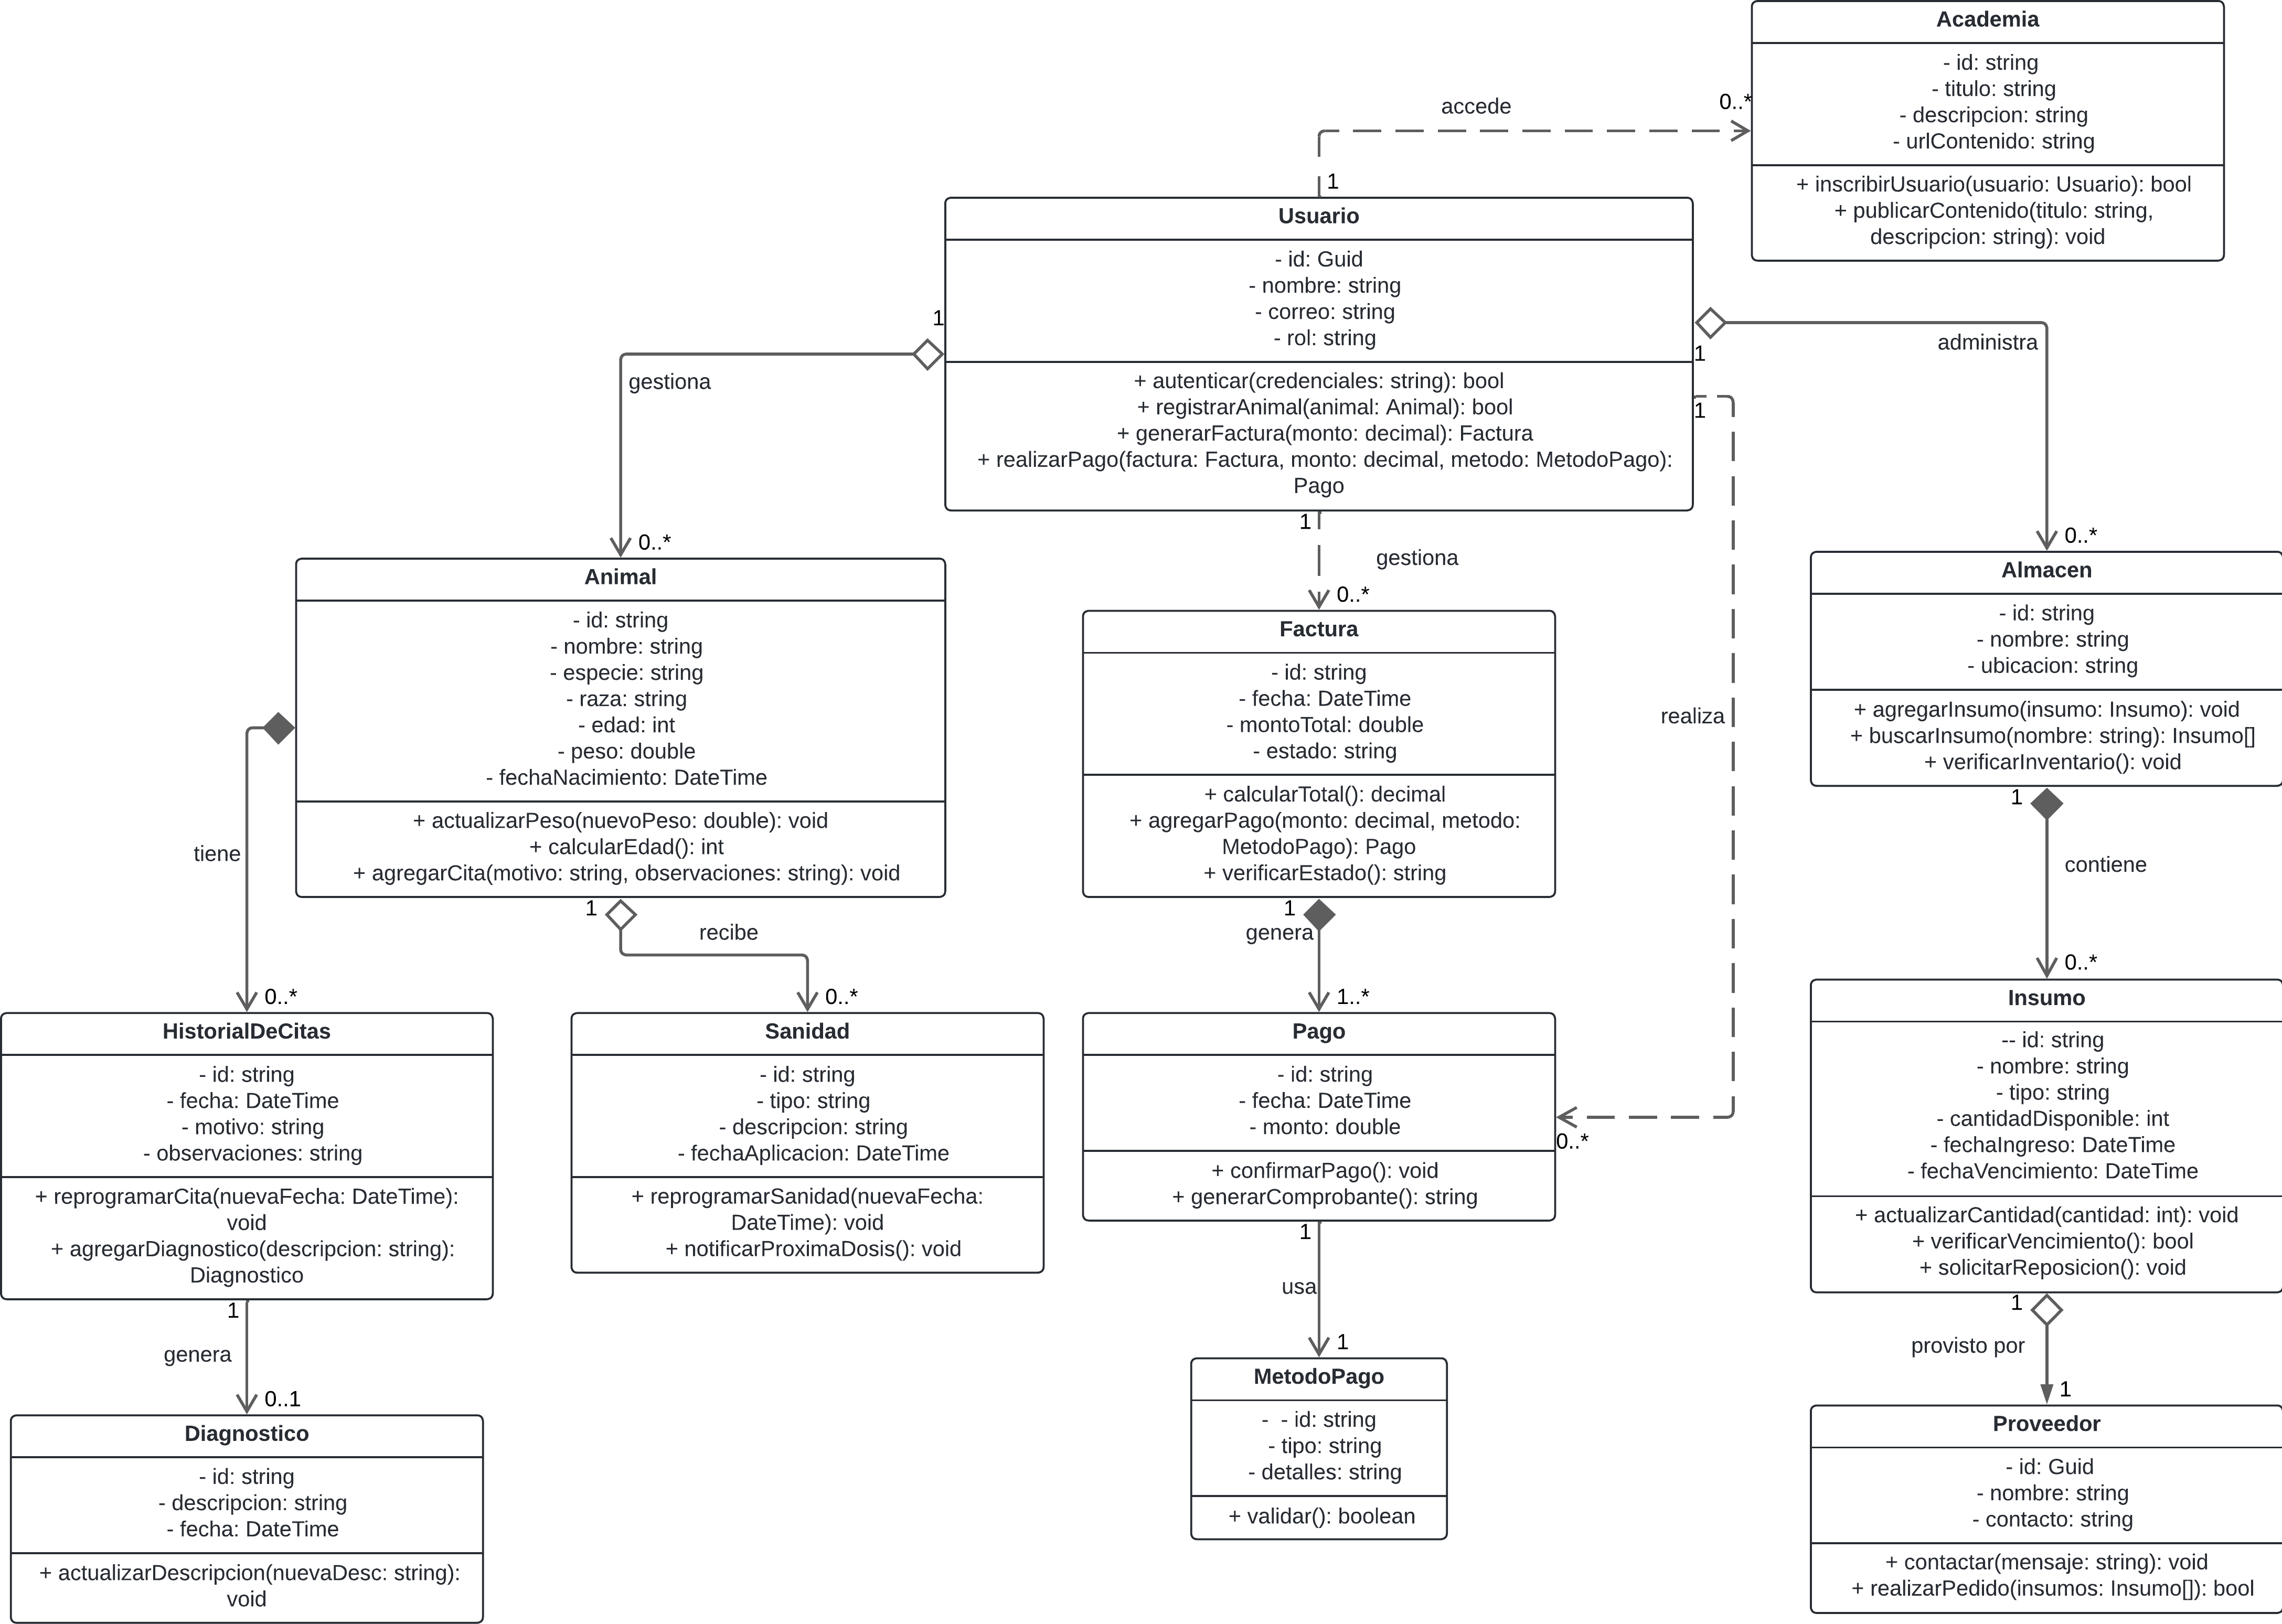 Academia
- id: string
- titulo: string
- descripcion: string
- urlContenido: string
+ inscribirUsuario(usuario: Usuario): bool
+ publicarContenido(titulo: string,
descripcion: string): void
accede
0..*
1
Usuario
- id: Guid
- nombre: string
- correo: string
- rol: string
+ autenticar(credenciales: string): bool
+ registrarAnimal(animal: Animal): bool
+ generarFactura(monto: decimal): Factura
+ realizarPago(factura: Factura, monto: decimal, metodo: MetodoPago):
Pago
1
gestiona
0..*
1
administra
0..*
1
realiza
0..*
1
gestiona
0..*
Animal
- id: string
- nombre: string
- especie: string
- raza: string
- edad: int
- peso: double
- fechaNacimiento: DateTime
+ actualizarPeso(nuevoPeso: double): void
+ calcularEdad(): int
+ agregarCita(motivo: string, observaciones: string): void
Factura
- id: string
- fecha: DateTime
- montoTotal: double
- estado: string
+ calcularTotal(): decimal
+ agregarPago(monto: decimal, metodo:
MetodoPago): Pago
+ verificarEstado(): string
Almacen
- id: string
- nombre: string
- ubicacion: string
+ agregarInsumo(insumo: Insumo): void
+ buscarInsumo(nombre: string): Insumo[]
+ verificarInventario(): void
tiene
0..*
1
recibe
0..*
1
genera
1..*
1
contiene
0..*
HistorialDeCitas
- id: string
- fecha: DateTime
- motivo: string
- observaciones: string
+ reprogramarCita(nuevaFecha: DateTime):
void
+ agregarDiagnostico(descripcion: string):
Diagnostico
Sanidad
- id: string
- tipo: string
- descripcion: string
- fechaAplicacion: DateTime
+ reprogramarSanidad(nuevaFecha:
DateTime): void
+ notificarProximaDosis(): void
Pago
- id: string
- fecha: DateTime
- monto: double
+ confirmarPago(): void
+ generarComprobante(): string
Insumo
-- id: string
- nombre: string
- tipo: string
- cantidadDisponible: int
- fechaIngreso: DateTime
- fechaVencimiento: DateTime
+ actualizarCantidad(cantidad: int): void
+ verificarVencimiento(): bool
+ solicitarReposicion(): void
1
genera
0..1
1
usa
1
1
provisto por
1
Diagnostico
- id: string
- descripcion: string
- fecha: DateTime
+ actualizarDescripcion(nuevaDesc: string):
void
MetodoPago
-  - id: string
- tipo: string
- detalles: string
+ validar(): boolean
Proveedor
- id: Guid
- nombre: string
- contacto: string
+ contactar(mensaje: string): void
+ realizarPedido(insumos: Insumo[]): bool